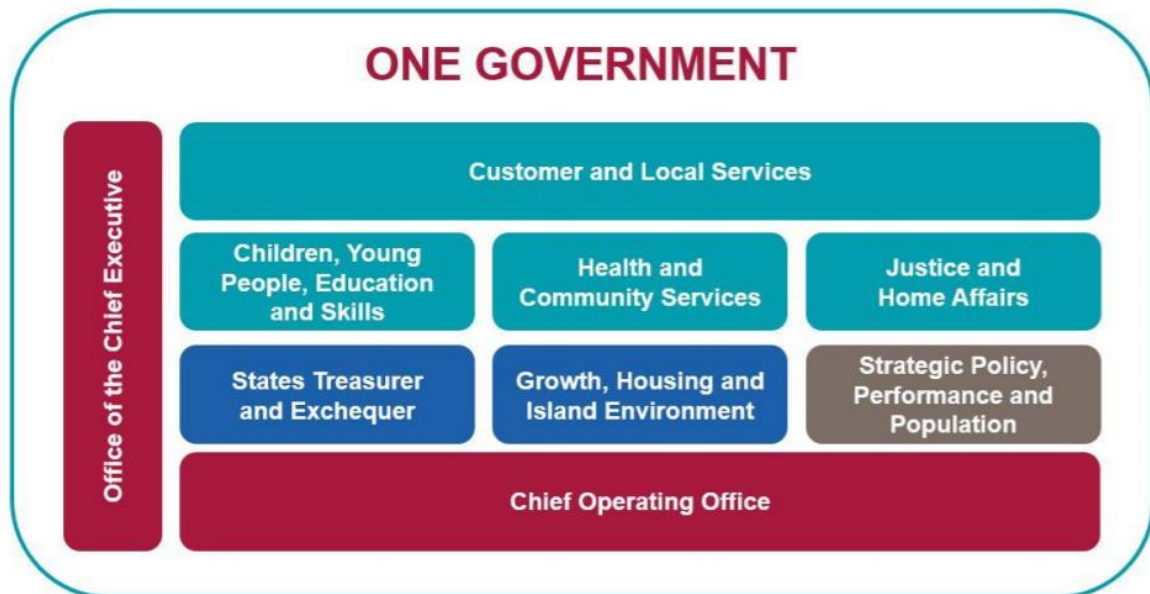 ONE GOVERNMENT
Office of the Chief Executive
Customer and Local Services
Children, Young
People, Education
and Skills
Health and
Community Services
Justice and
Home Affairs
States Treasurer
and Exchequer
Growth, Housing and
Island Environment
Strategic Policy,
Performance and
Population
Chief Operating Office